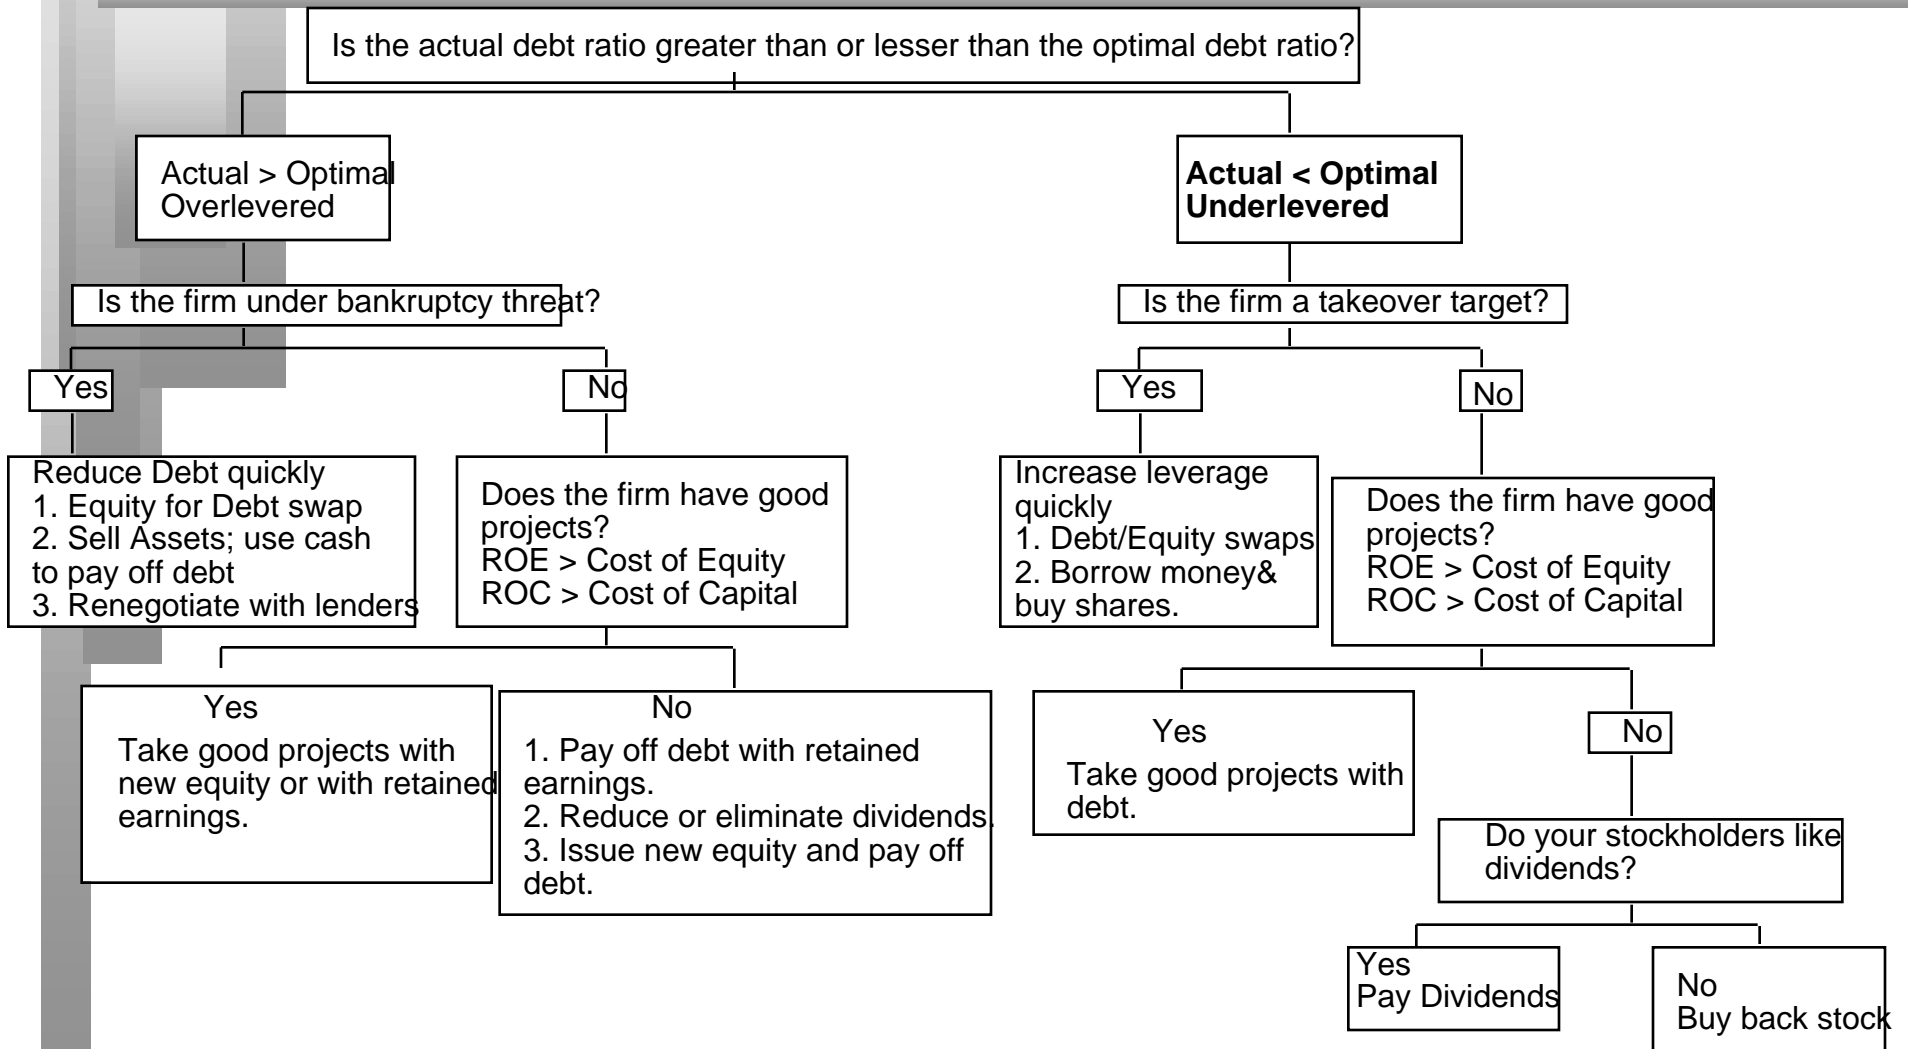 Is the actual debt ratio greater than or lesser than the optimal debt ratio?
Actual > Optimal
Overlevered
Actual < Optimal
Underlevered
Is the firm under bankruptcy threat?
Is the firm a takeover target?
Yes
No
Yes
No
Reduce Debt quickly
1. Equity for Debt swap
2. Sell Assets; use cash
to pay off debt
3. Renegotiate with lenders
Does the firm have good
projects?
ROE > Cost of Equity
ROC > Cost of Capital
Increase leverage
quickly
1. Debt/Equity swaps
2. Borrow money&
buy shares.
Does the firm have good
projects?
ROE > Cost of Equity
ROC > Cost of Capital
Yes
Take good projects with
new equity or with retained
earnings.
No
1. Pay off debt with retained
earnings.
2. Reduce or eliminate dividends.
3. Issue new equity and pay off
debt.
Yes
Take good projects with
debt.
No
Do your stockholders like
dividends?
Yes
Pay Dividends
No
Buy back stock